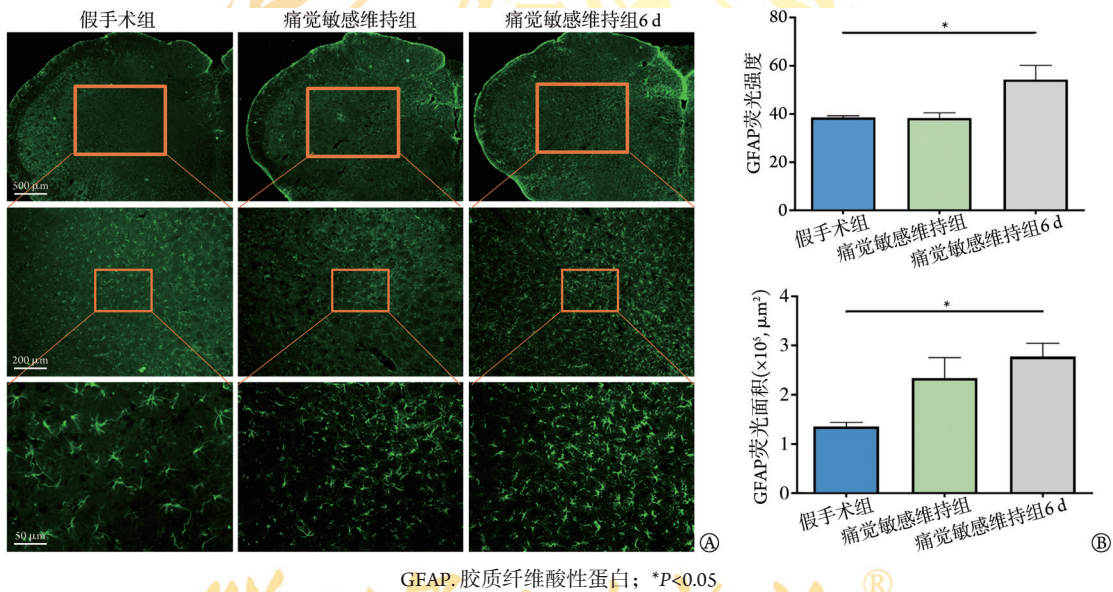 假手术组
痛觉敏感维持组
痛觉敏感维持组6 d
500 μm
200 μm
50 μm
Ⓐ
80
60
40
20
0
GFAP荧光强度
*
假手术组
痛觉敏感维持组
痛觉敏感维持组6 d
4
3
2
1
0
GFAP荧光面积(×10⁵, μm²)
*
假手术组
痛觉敏感维持组
痛觉敏感维持组6 d
Ⓑ
GFAP. 胶质纤维酸性蛋白；*P<0.05
®